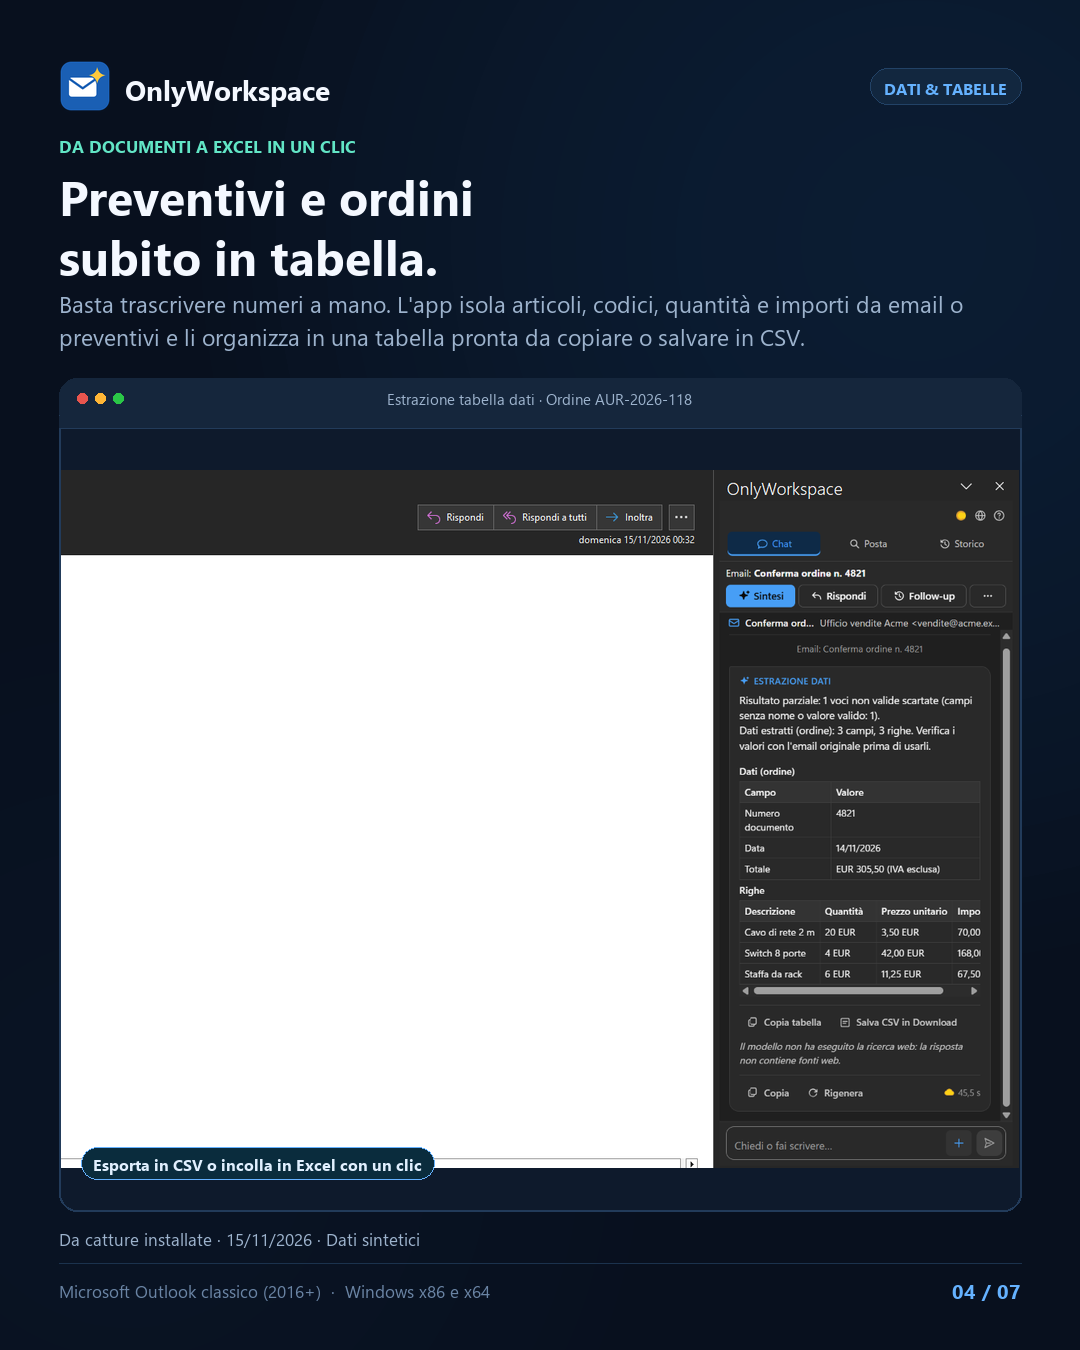 OnlyWorkspace
DATI & TABELLE
DA DOCUMENTI A EXCEL IN UN CLIC
Preventivi e ordini
subito in tabella.
Basta trascrivere numeri a mano. L'app isola articoli, codici, quantità e importi da email o
preventivi e li organizza in una tabella pronta da copiare o salvare in CSV.
Estrazione tabella dati · Ordine AUR-2026-118
Rispondi
Rispondi a tutti
Inoltra
domenica 15/11/2026 00:32
OnlyWorkspace
Chat
Posta
Storico
Email: Conferma ordine n. 4821
Sintesi
Rispondi
Follow-up
Conferma ord... Ufficio vendite Acme <vendite@acme.ex...
Email: Conferma ordine n. 4821
ESTRAZIONE DATI
Risultato parziale: 1 voci non valide scartate (campi
senza nome o valore valido: 1).
Dati estratti (ordine): 3 campi, 3 righe. Verifica i
valori con l'email originale prima di usarli.
Dati (ordine)
Campo Valore
Numero documento 4821
Data 14/11/2026
Totale EUR 305,50 (IVA esclusa)
Righe
Descrizione Quantità Prezzo unitario Impo
Cavo di rete 2 m 20 EUR 3,50 EUR 70,00
Switch 8 porte 4 EUR 42,00 EUR 168,0
Staffa da rack 6 EUR 11,25 EUR 67,50
Copia tabella
Salva CSV in Download
Il modello non ha eseguito la ricerca web: la risposta
non contiene fonti web.
Copia
Rigenera
45,5 s
Chiedi o fai scrivere...
Esporta in CSV o incolla in Excel con un clic
Da catture installate · 15/11/2026 · Dati sintetici
Microsoft Outlook classico (2016+) · Windows x86 e x64
04 / 07